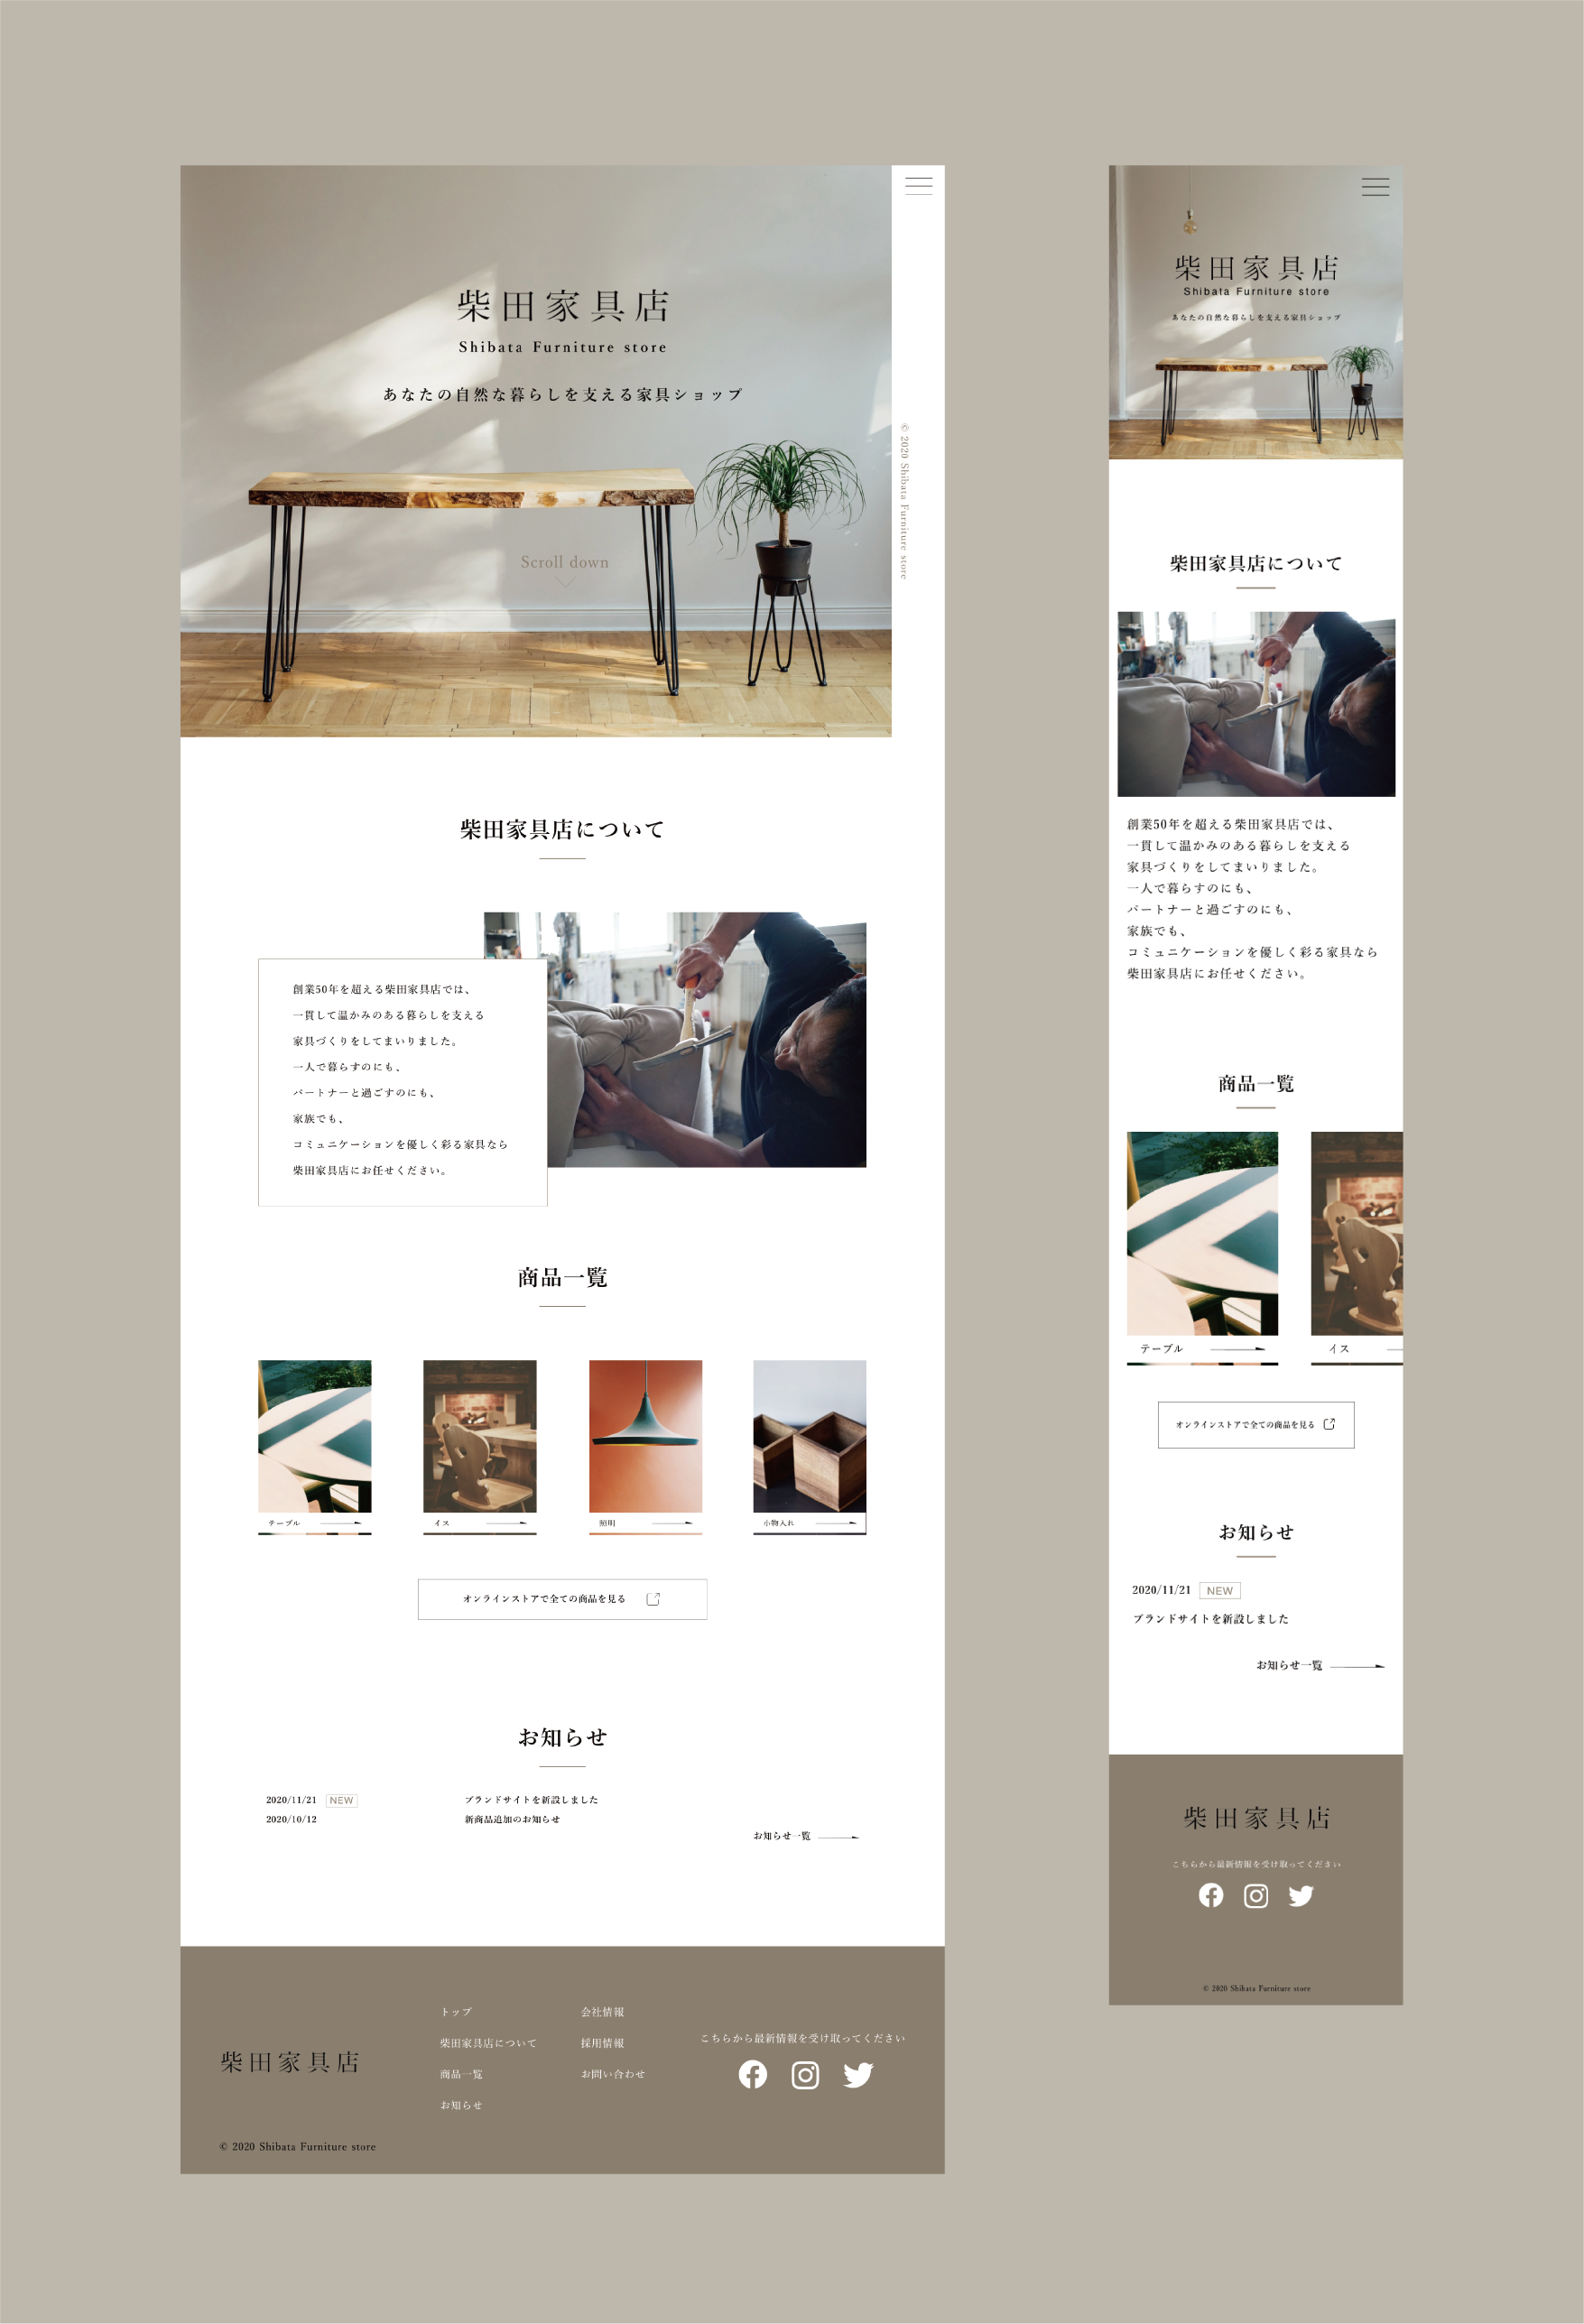 柴田家具店
Shibata Furniture store
あなたの自然な暮らしを支える家具ショップ
Scroll down
© 2020 Shibata Furniture store
柴田家具店について
創業50年を超える柴田家具店では、
一貫して温かみのある暮らしを支える
家具づくりをしてまいりました。
一人で暮らすのにも、
パートナーと過ごすのにも、
家族でも、
コミュニケーションを優しく彩る家具なら
柴田家具店にお任せください。
商品一覧
テーブル
イス
照明
小物入れ
オンラインストアで全ての商品を見る
お知らせ
2020/11/21 NEW ブランドサイトを新設しました
2020/10/12 新商品追加のお知らせ
お知らせ一覧
柴田家具店
トップ
柴田家具店について
商品一覧
お知らせ
会社情報
採用情報
お問い合わせ
こちらから最新情報を受け取ってください
© 2020 Shibata Furniture store
柴田家具店
Shibata Furniture store
あなたの自然な暮らしを支える家具ショップ
柴田家具店について
創業50年を超える柴田家具店では、
一貫して温かみのある暮らしを支える
家具づくりをしてまいりました。
一人で暮らすのにも、
パートナーと過ごすのにも、
家族でも、
コミュニケーションを優しく彩る家具なら
柴田家具店にお任せください。
商品一覧
テーブル
イス
オンラインストアで全ての商品を見る
お知らせ
2020/11/21 NEW
ブランドサイトを新設しました
お知らせ一覧
柴田家具店
こちらから最新情報を受け取ってください
© 2020 Shibata Furniture store